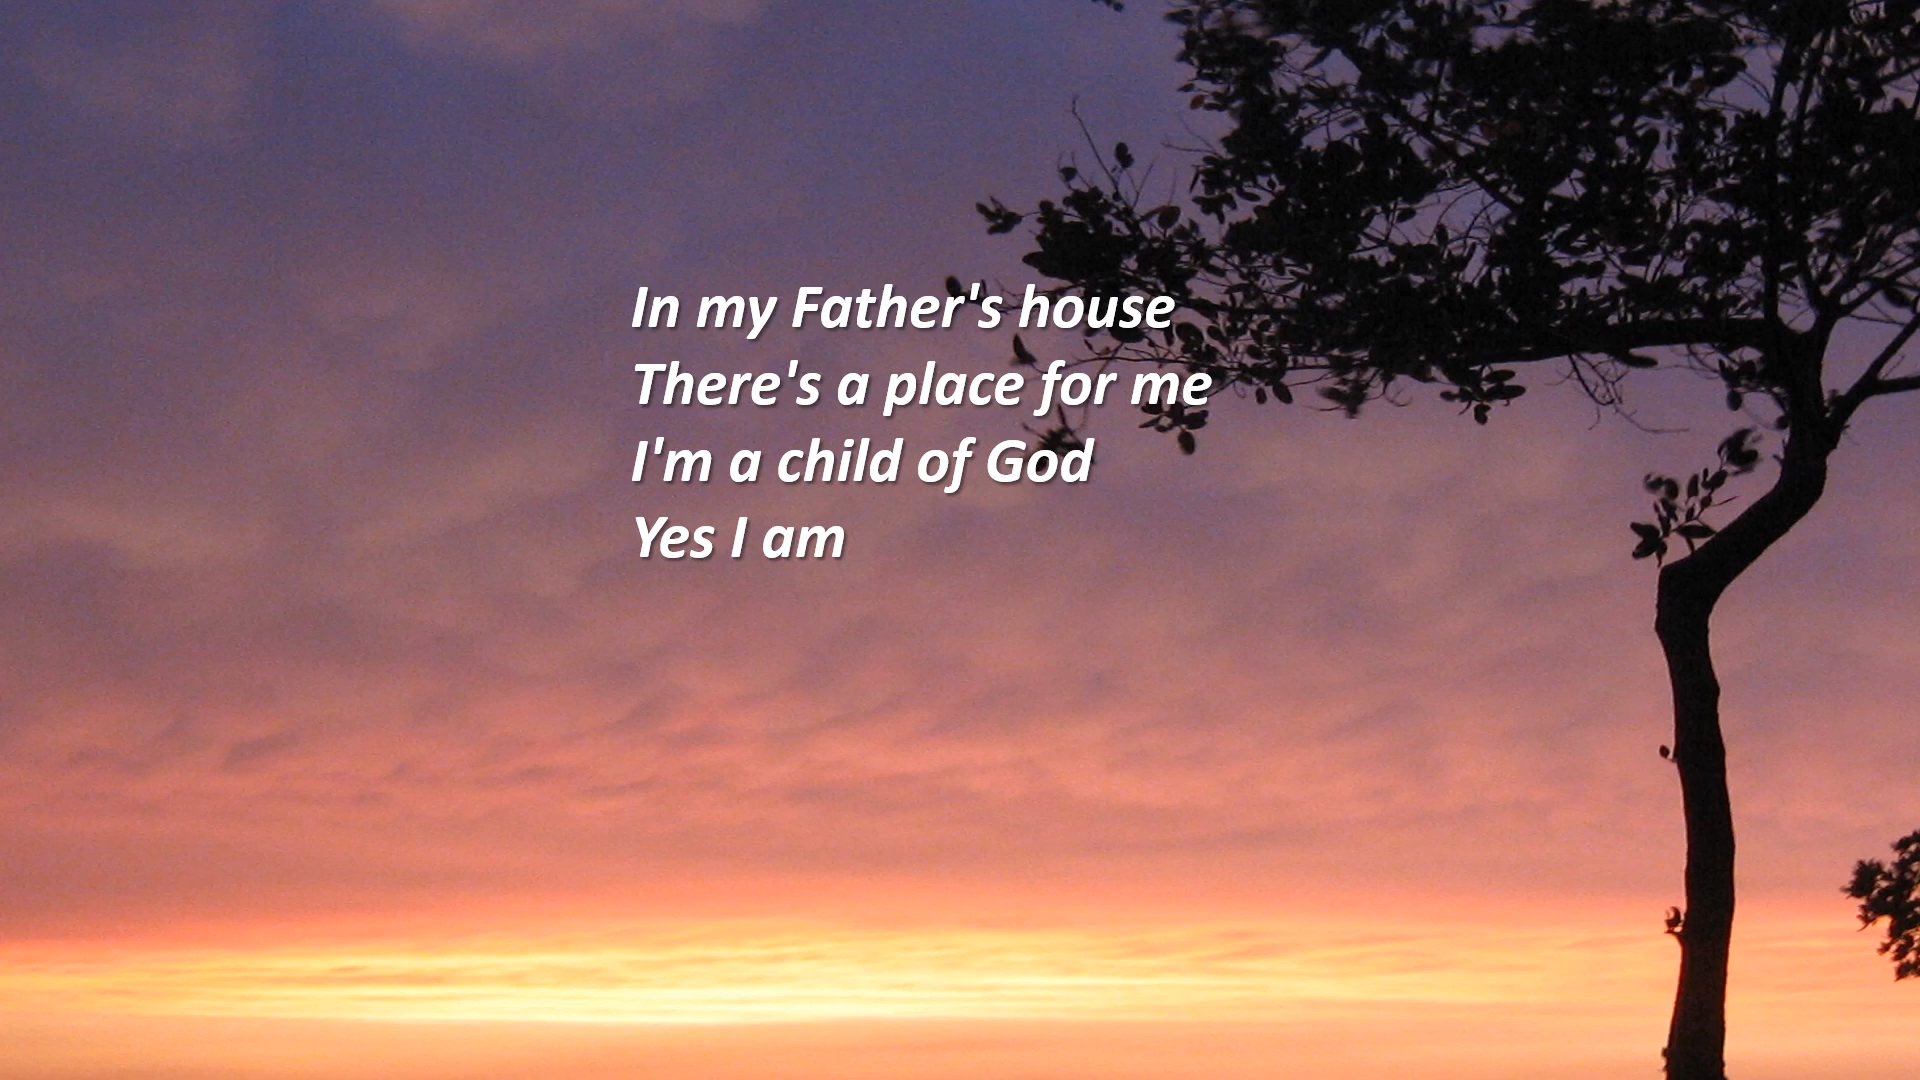 In my Father's house
There's a place for me
I'm a child of God
Yes I am